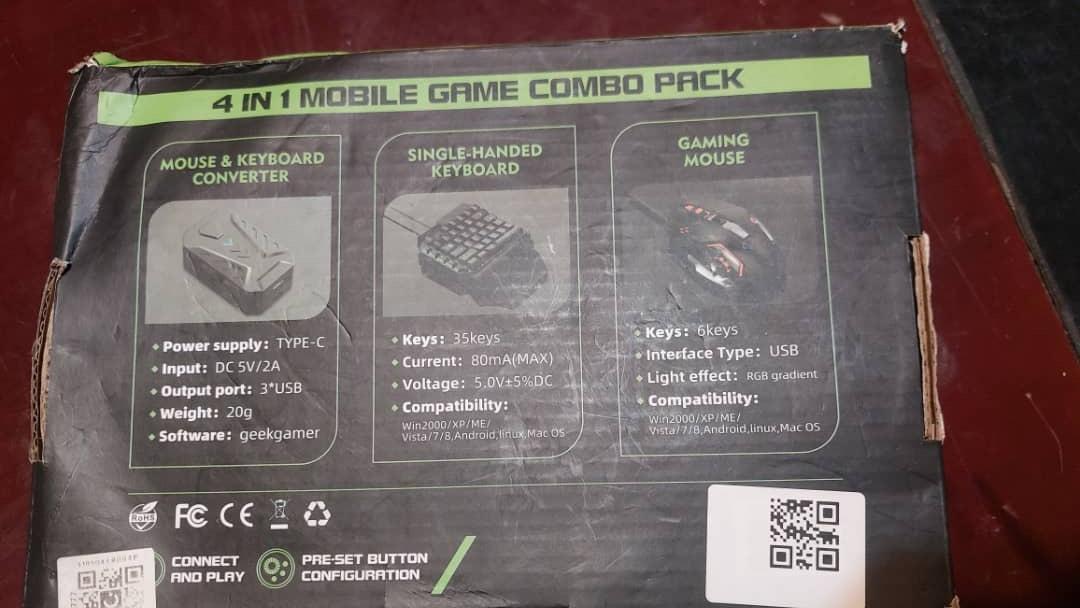 4 IN 1 MOBILE GAME COMBO PACK
MOUSE & KEYBOARD
CONVERTER
Power supply: TYPE-C
Input: DC 5V/2A
Output port: 3*USB
Weight: 20g
Software: geekgamer
SINGLE-HANDED
KEYBOARD
Keys: 35keys
Current: 80mA(MAX)
Voltage: 5.0V±5%DC
Compatibility:
Win2000/XP/ME/
Vista/7/8,Android,linux,Mac OS
GAMING
MOUSE
Keys: 6keys
Interface Type: USB
Light effect: RGB gradient
Compatibility:
Win2000/XP/ME/
Vista/7/8,Android,linux,Mac OS
RoHS FC CE
CONNECT
AND PLAY
PRE-SET BUTTON
CONFIGURATION